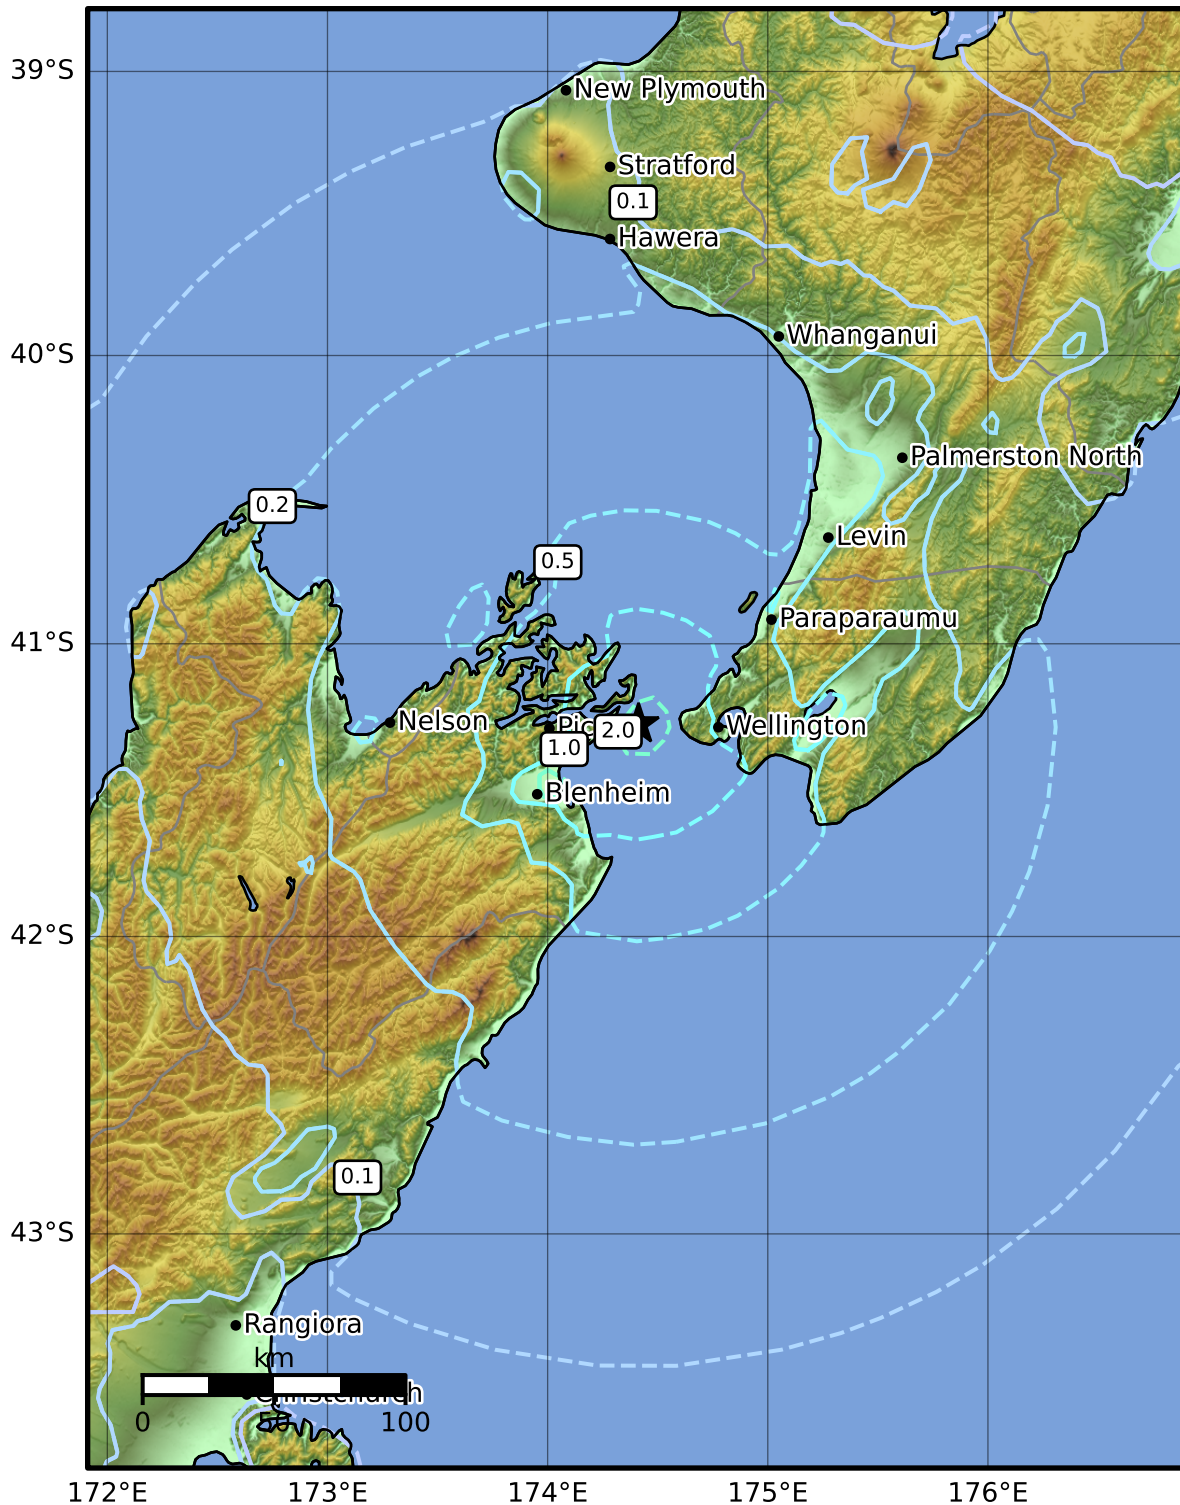 39°S
New Plymouth
Stratford
0.1
Hawera
Whanganui
40°S
Palmerston North
0.2
Levin
0.5
Paraparaumu
41°S
Nelson
2.0
Wellington
1.0
Blenheim
42°S
0.1
43°S
Rangiora
km
Christchurch
0 50 100
172°E 173°E 174°E 175°E 176°E